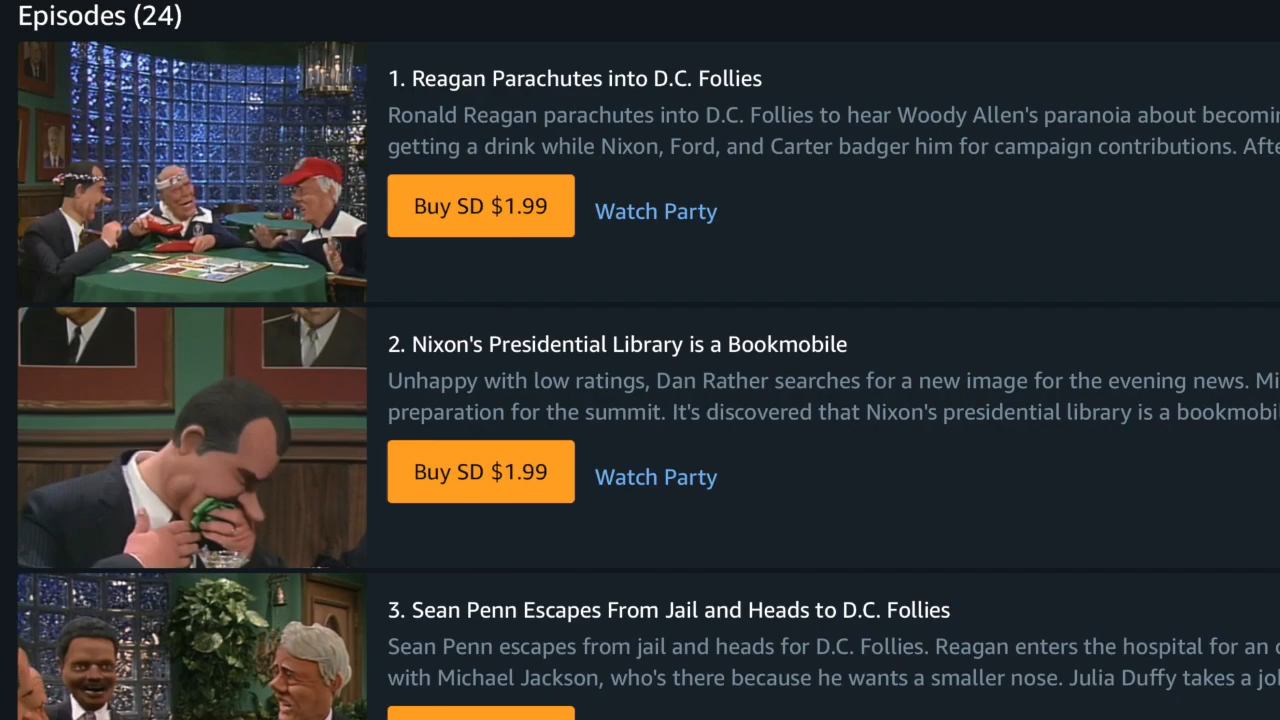 Episodes (24)
1. Reagan Parachutes into D.C. Follies
Ronald Reagan parachutes into D.C. Follies to hear Woody Allen's paranoia about becomin
getting a drink while Nixon, Ford, and Carter badger him for campaign contributions. Afte
Buy SD $1.99 Watch Party
2. Nixon's Presidential Library is a Bookmobile
Unhappy with low ratings, Dan Rather searches for a new image for the evening news. Mi
preparation for the summit. It's discovered that Nixon's presidential library is a bookmobi
Buy SD $1.99 Watch Party
3. Sean Penn Escapes From Jail and Heads to D.C. Follies
Sean Penn escapes from jail and heads for D.C. Follies. Reagan enters the hospital for an
with Michael Jackson, who's there because he wants a smaller nose. Julia Duffy takes a jo